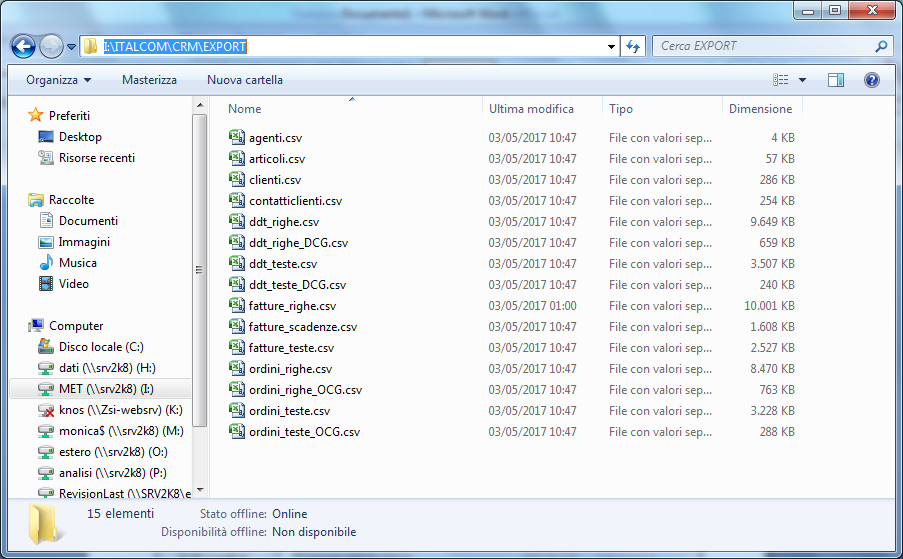 I:\ITALCOM\CRM\EXPORT
Cerca EXPORT
Organizza Masterizza Nuova cartella
Nome Ultima modifica Tipo Dimensione
Preferiti
Desktop
Risorse recenti
Raccolte
Documenti
Immagini
Musica
Video
Computer
Disco locale (C:)
dati (\\srv2k8) (H:)
MET (\\srv2k8) (I:)
knos (\\Zsi-websrv) (K:)
monica$ (\\srv2k8) (M:)
estero (\\srv2k8) (O:)
analisi (\\srv2k8) (P:)
RevisionLast (\\SRV2K8\e
agenti.csv 03/05/2017 10:47 File con valori sep... 4 KB
articoli.csv 03/05/2017 10:47 File con valori sep... 57 KB
clienti.csv 03/05/2017 10:47 File con valori sep... 286 KB
contatticlienti.csv 03/05/2017 10:47 File con valori sep... 254 KB
ddt_righe.csv 03/05/2017 10:47 File con valori sep... 9.649 KB
ddt_righe_DCG.csv 03/05/2017 10:47 File con valori sep... 659 KB
ddt_teste.csv 03/05/2017 10:47 File con valori sep... 3.507 KB
ddt_teste_DCG.csv 03/05/2017 10:47 File con valori sep... 240 KB
fatture_righe.csv 03/05/2017 01:00 File con valori sep... 10.001 KB
fatture_scadenze.csv 03/05/2017 10:47 File con valori sep... 1.608 KB
fatture_teste.csv 03/05/2017 10:47 File con valori sep... 2.527 KB
ordini_righe.csv 03/05/2017 10:47 File con valori sep... 8.470 KB
ordini_righe_OCG.csv 03/05/2017 10:47 File con valori sep... 763 KB
ordini_teste.csv 03/05/2017 10:47 File con valori sep... 3.228 KB
ordini_teste_OCG.csv 03/05/2017 10:47 File con valori sep... 288 KB
15 elementi Stato offline: Online
Disponibilità offline: Non disponibile